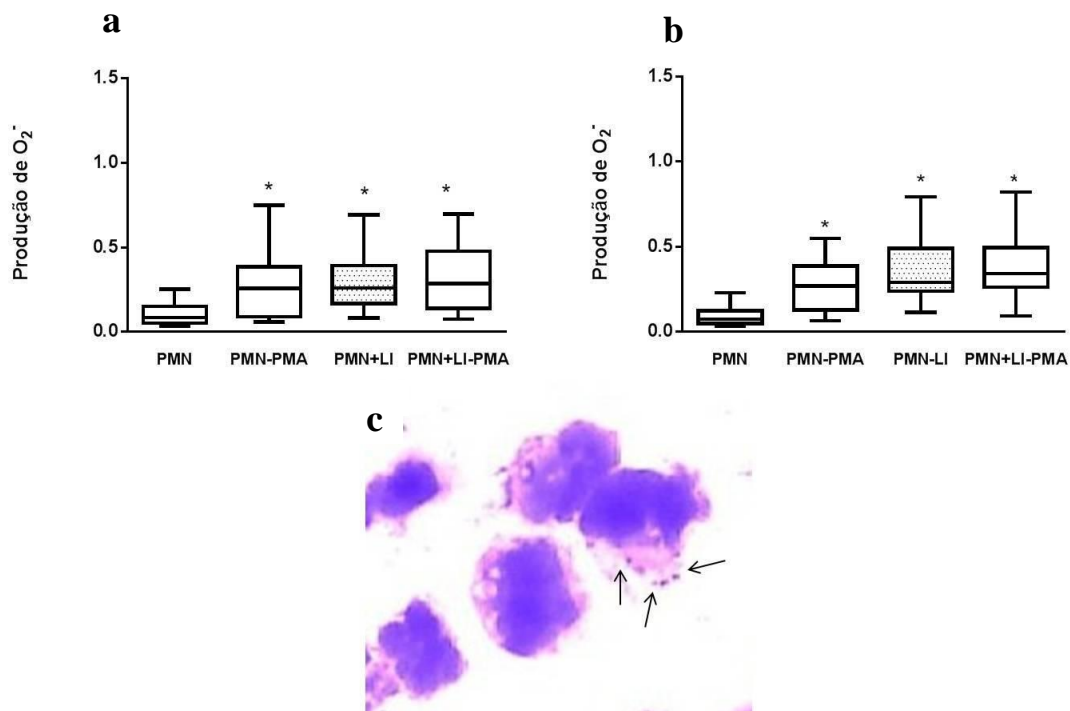 a
Produção de O₂⁻
1.5
1.0
0.5
0.0
*
*
*
PMN
PMN-PMA
PMN+LI
PMN+LI-PMA
b
Produção de O₂⁻
1.5
1.0
0.5
0.0
*
*
*
PMN
PMN-PMA
PMN-LI
PMN+LI-PMA
c